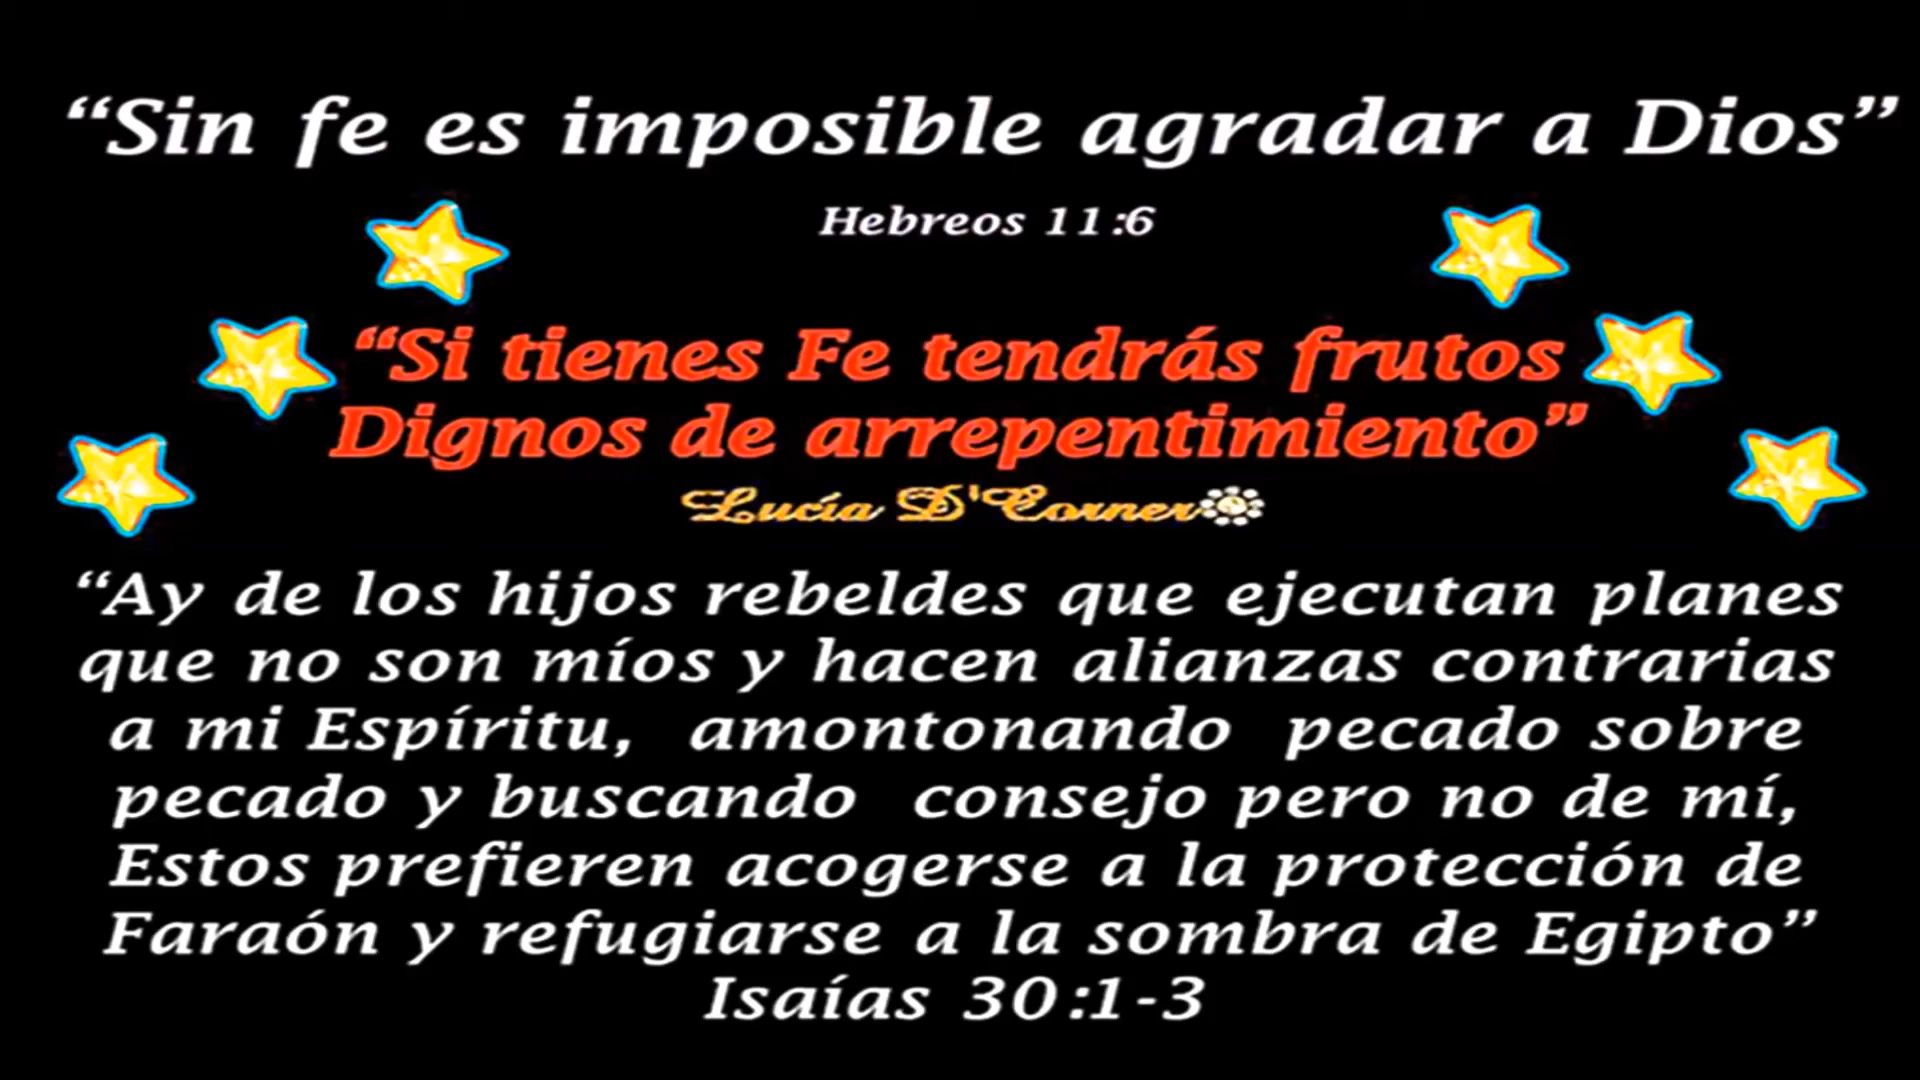 “Sin fe es imposible agradar a Dios”
Hebreos 11:6
“Si tienes Fe tendrás frutos
Dignos de arrepentimiento”
Lucía D'Corner
“Ay de los hijos rebeldes que ejecutan planes
que no son míos y hacen alianzas contrarias
a mi Espíritu, amontonando pecado sobre
pecado y buscando consejo pero no de mí,
Estos prefieren acogerse a la protección de
Faraón y refugiarse a la sombra de Egipto”
Isaías 30:1-3